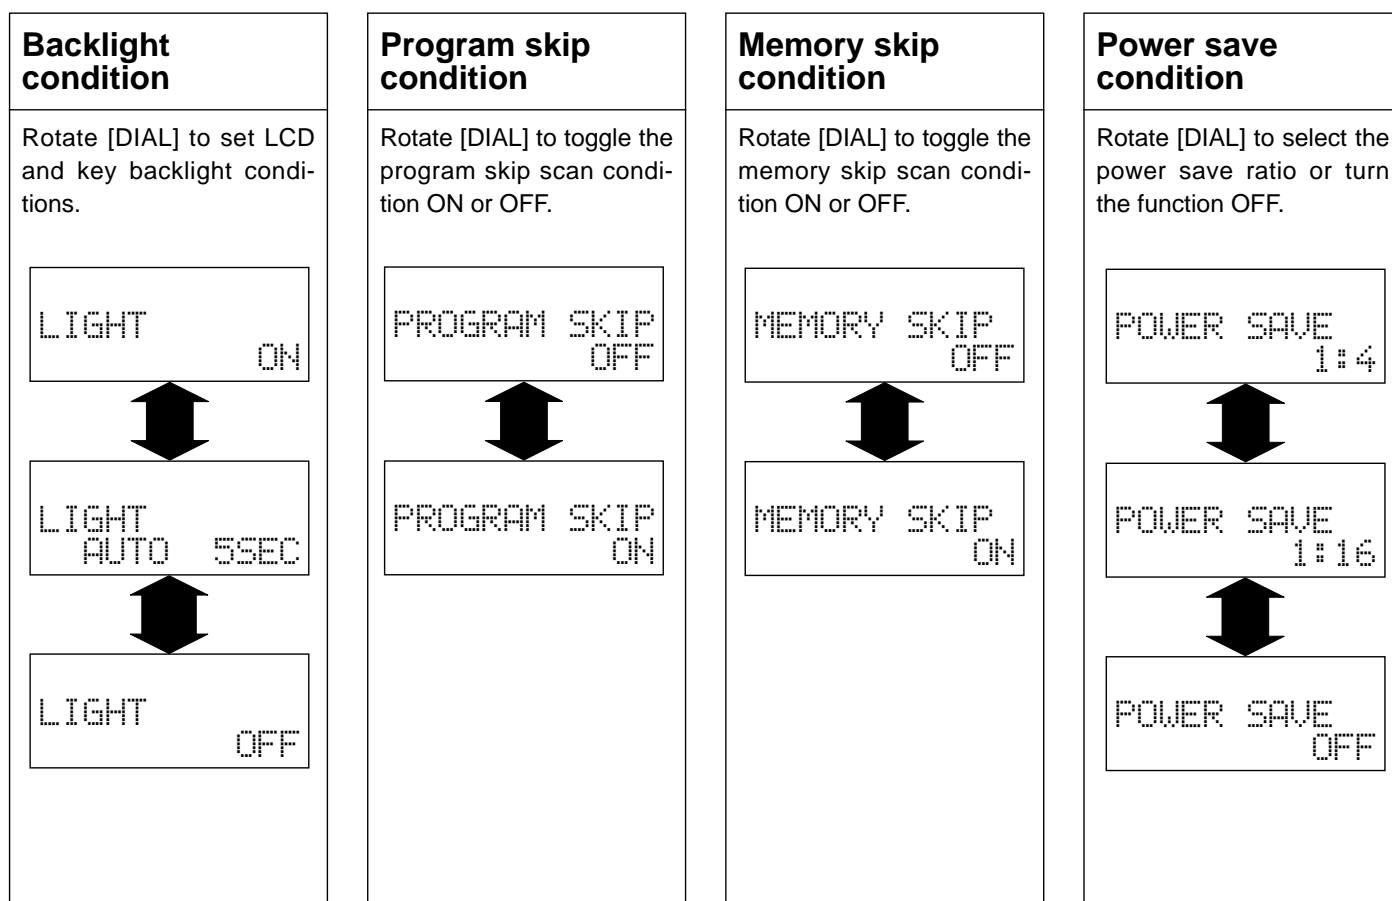 Backlight
condition
Rotate [DIAL] to set LCD
and key backlight condi-
tions.
LIGHT
ON
LIGHT
AUTO 5SEC
LIGHT
OFF
Program skip
condition
Rotate [DIAL] to toggle the
program skip scan condi-
tion ON or OFF.
PROGRAM SKIP
OFF
PROGRAM SKIP
ON
Memory skip
condition
Rotate [DIAL] to toggle the
memory skip scan condi-
tion ON or OFF.
MEMORY SKIP
OFF
MEMORY SKIP
ON
Power save
condition
Rotate [DIAL] to select the
power save ratio or turn
the function OFF.
POWER SAVE
1:4
POWER SAVE
1:16
POWER SAVE
OFF